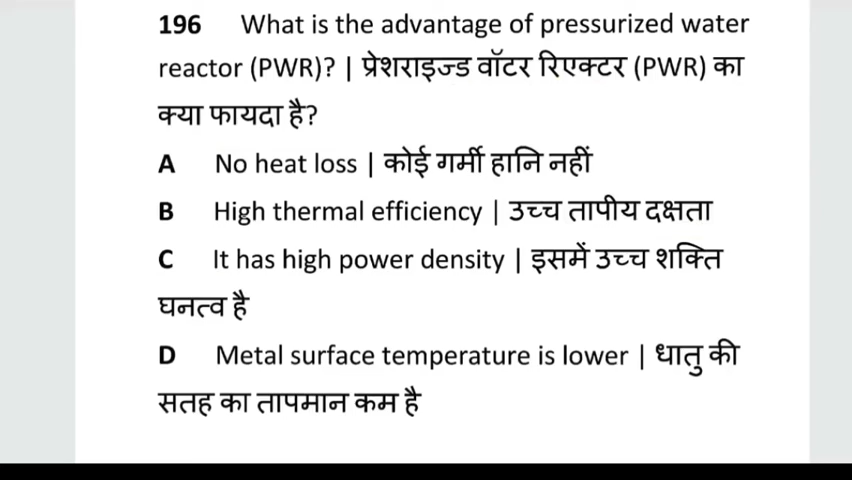 196 What is the advantage of pressurized water
reactor (PWR)? | प्रेशराइज्ड वॉटर रिएक्टर (PWR) का
क्या फायदा है?
A No heat loss | कोई गर्मी हानि नहीं
B High thermal efficiency | उच्च तापीय दक्षता
C It has high power density | इसमें उच्च शक्ति
घनत्व है
D Metal surface temperature is lower | धातु की
सतह का तापमान कम है